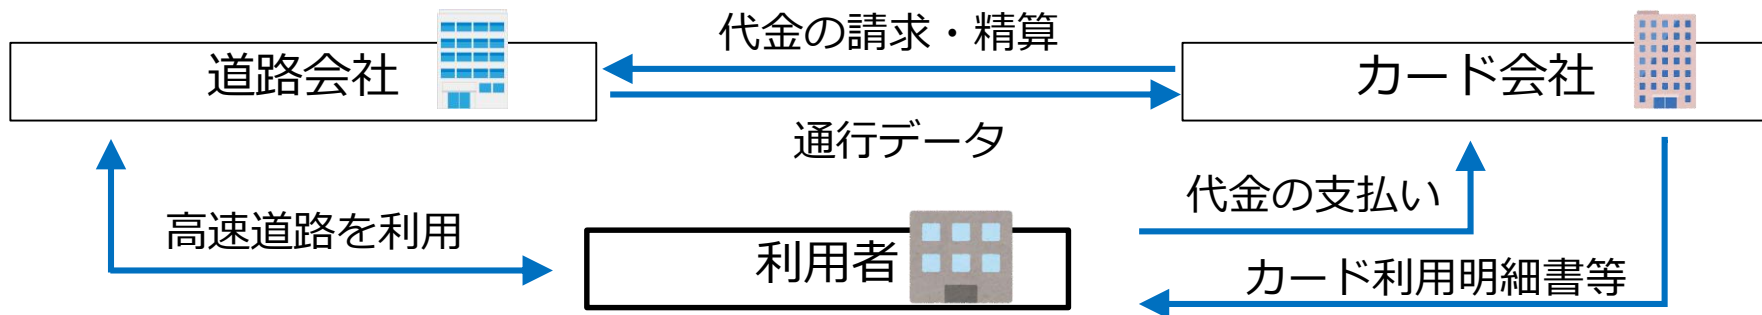 代金の請求・精算
道路会社
カード会社
通行データ
代金の支払い
高速道路を利用
利用者
カード利用明細書等